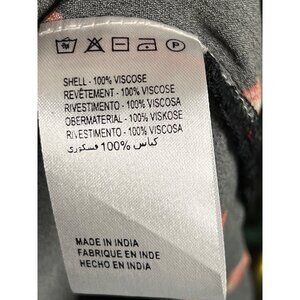 SHELL - 100% VISCOSE
REVÊTEMENT - 100% VISCOSE
RIVESTIMENTO - 100% VISCOSA
OBERMATERIAL - 100% VISKOSE
RIVESTIMENTO - 100% VISCOSA
كباس 100% فسكوزي
MADE IN INDIA
FABRIQUE EN INDE
HECHO EN INDIA